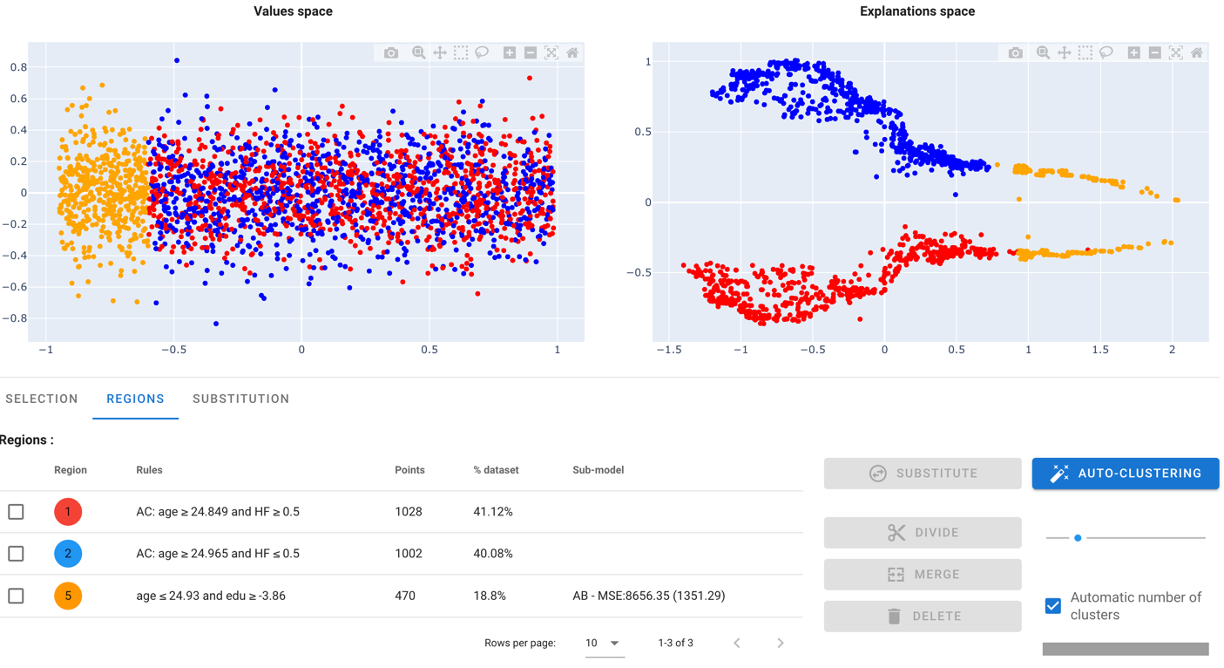 Values space
Explanations space
0.8
0.6
0.4
0.2
0
−0.2
−0.4
−0.6
−0.8
−1
−0.5
0
0.5
1
1
0.5
0
−0.5
−1.5
−1
−0.5
0
0.5
1
1.5
2
SELECTION REGIONS SUBSTITUTION
Regions :
Region Rules Points % dataset Sub-model
1 AC: age ≥ 24.849 and HF ≥ 0.5 1028 41.12%
2 AC: age ≥ 24.965 and HF ≤ 0.5 1002 40.08%
5 age ≤ 24.93 and edu ≥ -3.86 470 18.8% AB - MSE:8656.35 (1351.29)
Rows per page: 10 1-3 of 3
SUBSTITUTE
AUTO-CLUSTERING
DIVIDE
MERGE
DELETE
Automatic number of
clusters